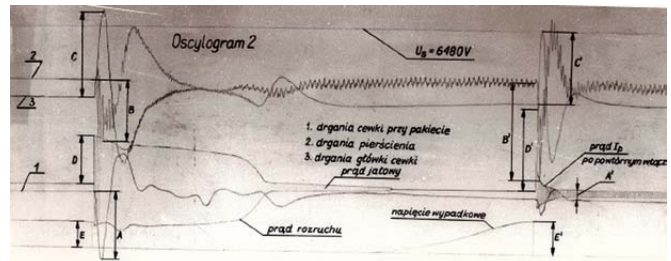 Oscylogram 2
Us = 6480V
C
C'
2
3
B
B'
D'
D
1. drgania cewki przy pakiecie
2. drgania pierścienia
3. drgania główki cewki
prąd jałowy
prąd Ip
po powtórnym włącz
1
A'
napięcie wypadkowe
prąd rozruchu
E
A
E'